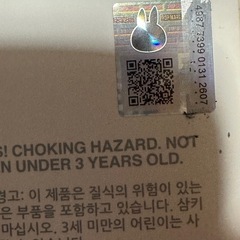 4887 7399 0131 2607
S! CHOKING HAZARD. NOT
EN UNDER 3 YEARS OLD.
경고: 이 제품은 질식의 위험이 있는
은 부품을 포함하고 있습니다. 삼키
마십시오. 3세 미만의 어린이는 사